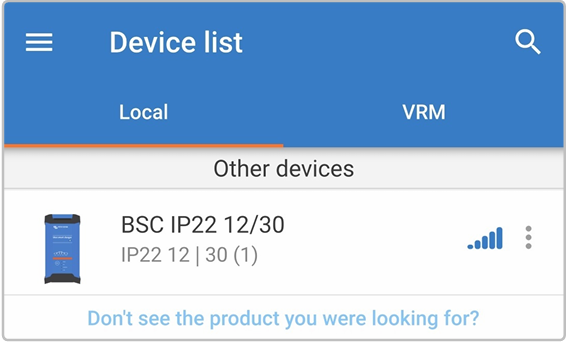 Device list
Local
VRM
Other devices
BSC IP22 12/30
IP22 12 | 30 (1)
Don't see the product you were looking for?